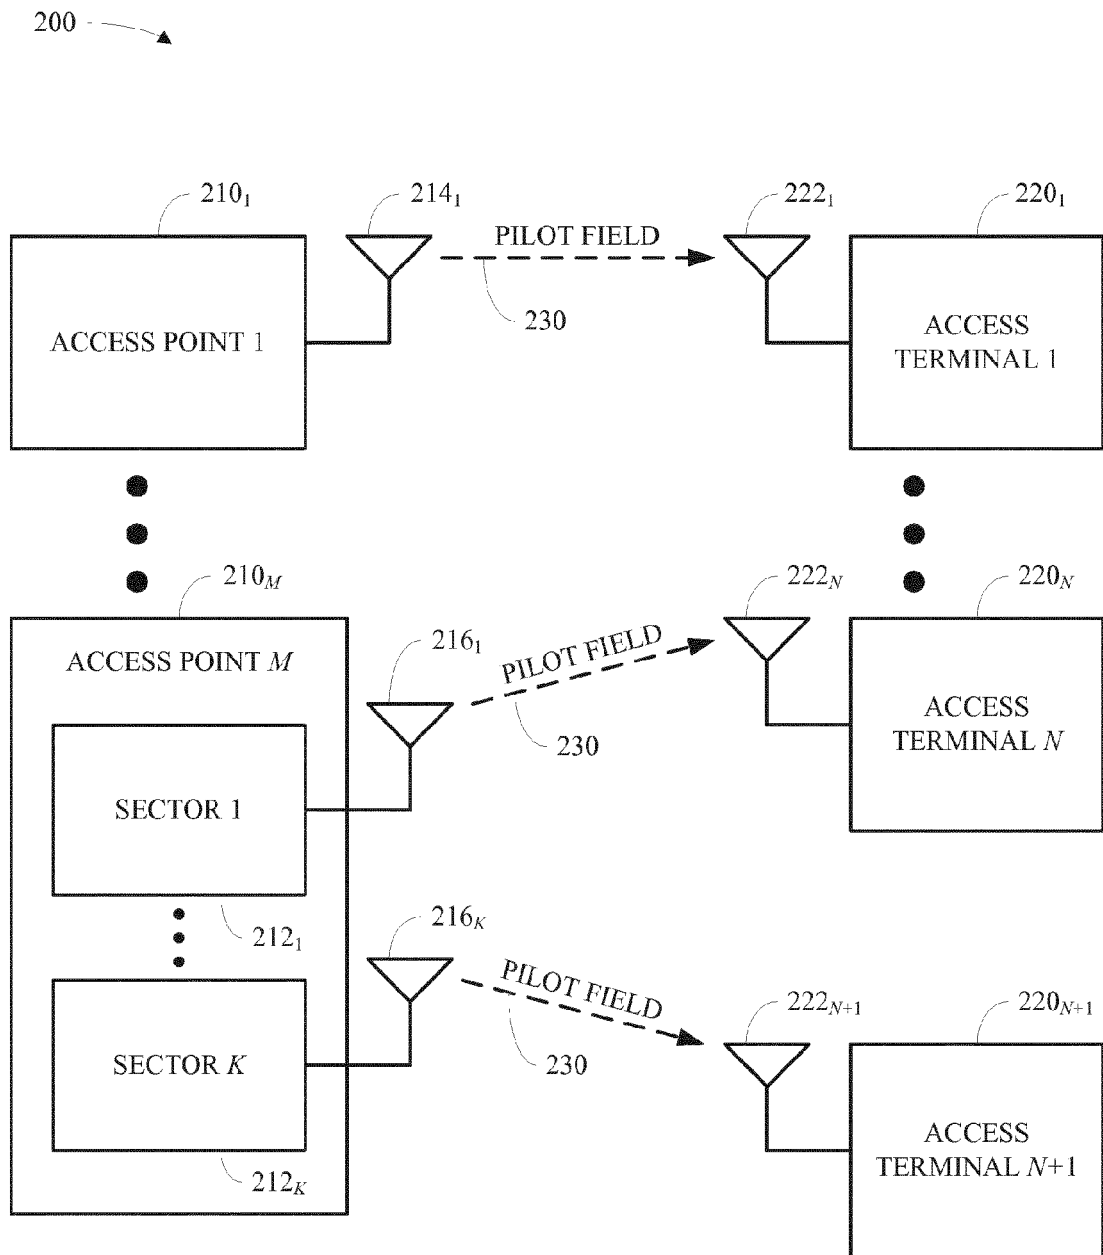 200
210₁
214₁
222₁
220₁
PILOT FIELD
230
ACCESS POINT 1
ACCESS
TERMINAL 1
210M
222N
220N
ACCESS POINT M
216₁
PILOT FIELD
230
ACCESS
TERMINAL N
SECTOR 1
212₁
216K
PILOT FIELD
230
222N+1
220N+1
SECTOR K
212K
ACCESS
TERMINAL N+1